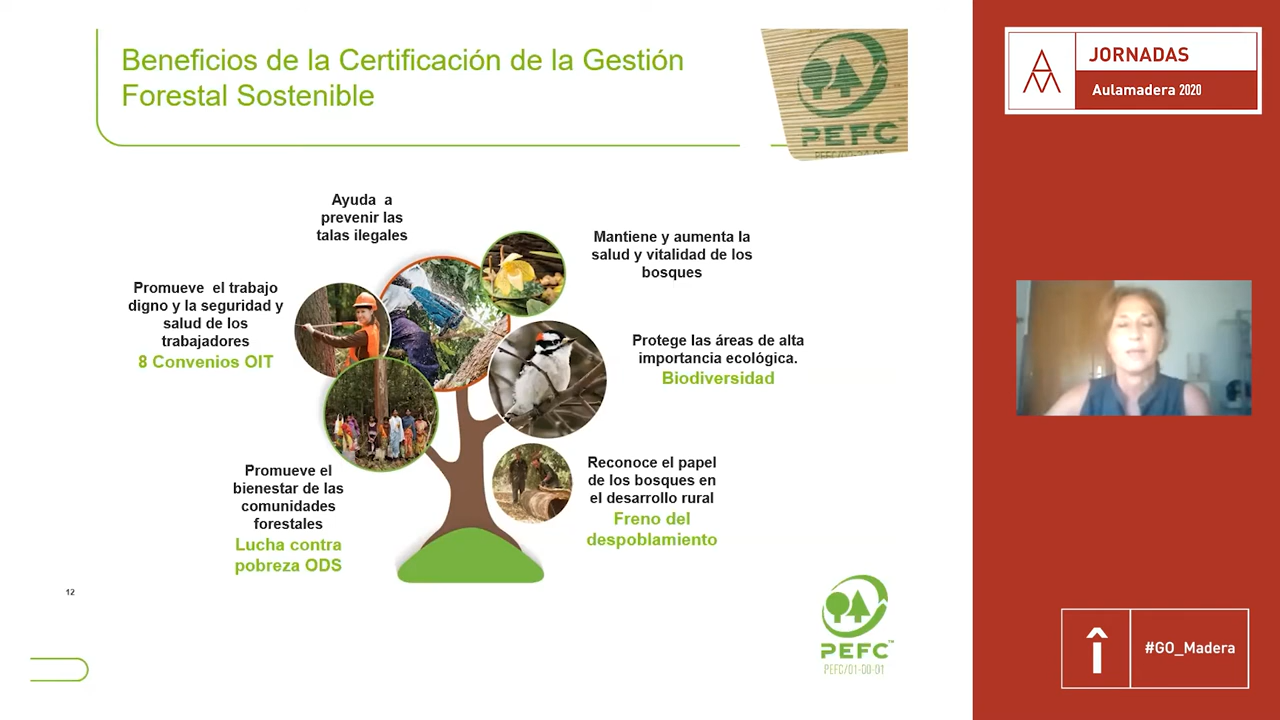 Beneficios de la Certificación de la Gestión
Forestal Sostenible
PEFC
Ayuda a
prevenir las
talas ilegales
Mantiene y aumenta la
salud y vitalidad de los
bosques
Promueve el trabajo
digno y la seguridad y
salud de los
trabajadores
8 Convenios OIT
Protege las áreas de alta
importancia ecológica.
Biodiversidad
Promueve el
bienestar de las
comunidades
forestales
Lucha contra
pobreza ODS
Reconoce el papel
de los bosques en
el desarrollo rural
Freno del
despoblamiento
12
PEFC™
PEFC/01-00-01
JORNADAS
Aulamadera 2020
#GO_Madera